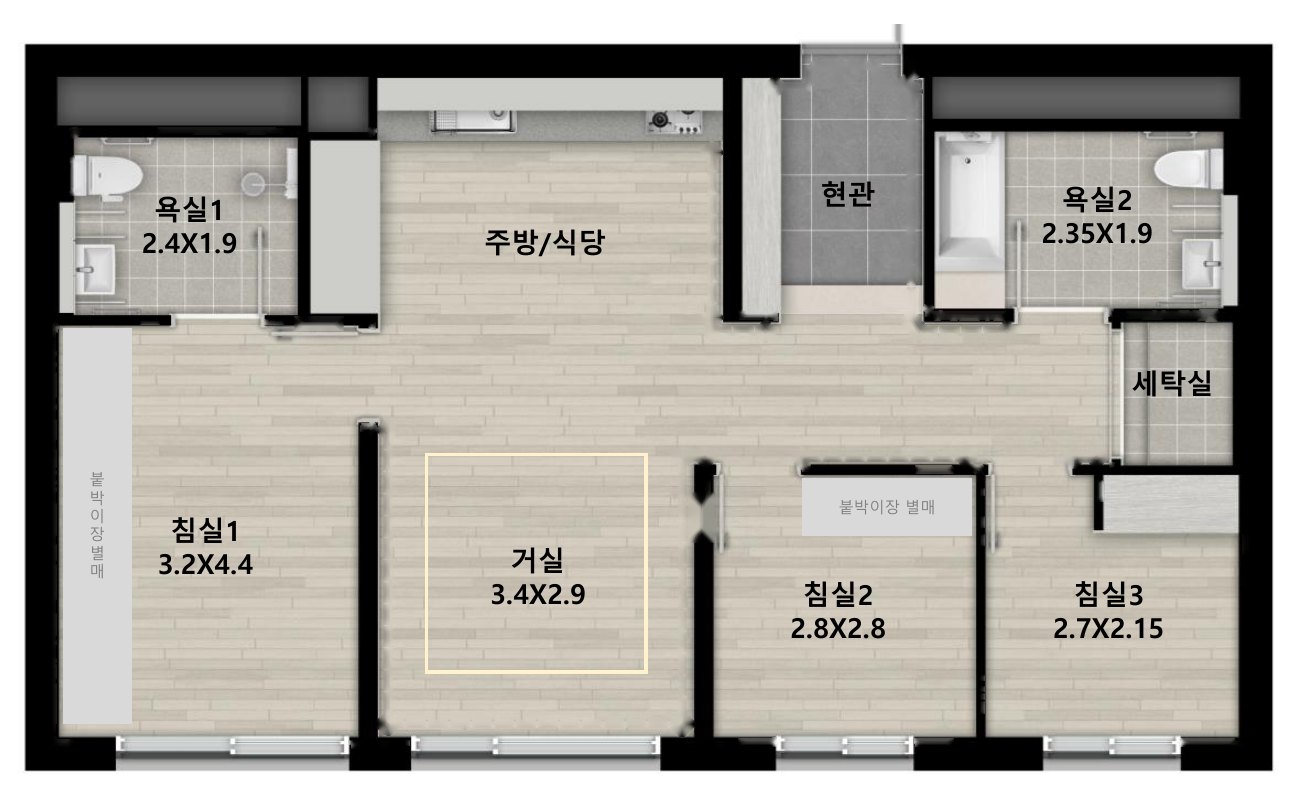 욕실1
2.4X1.9
주방/식당
현관
욕실2
2.35X1.9
세탁실
붙박이장별매
침실1
3.2X4.4
거실
3.4X2.9
붙박이장 별매
침실2
2.8X2.8
침실3
2.7X2.15